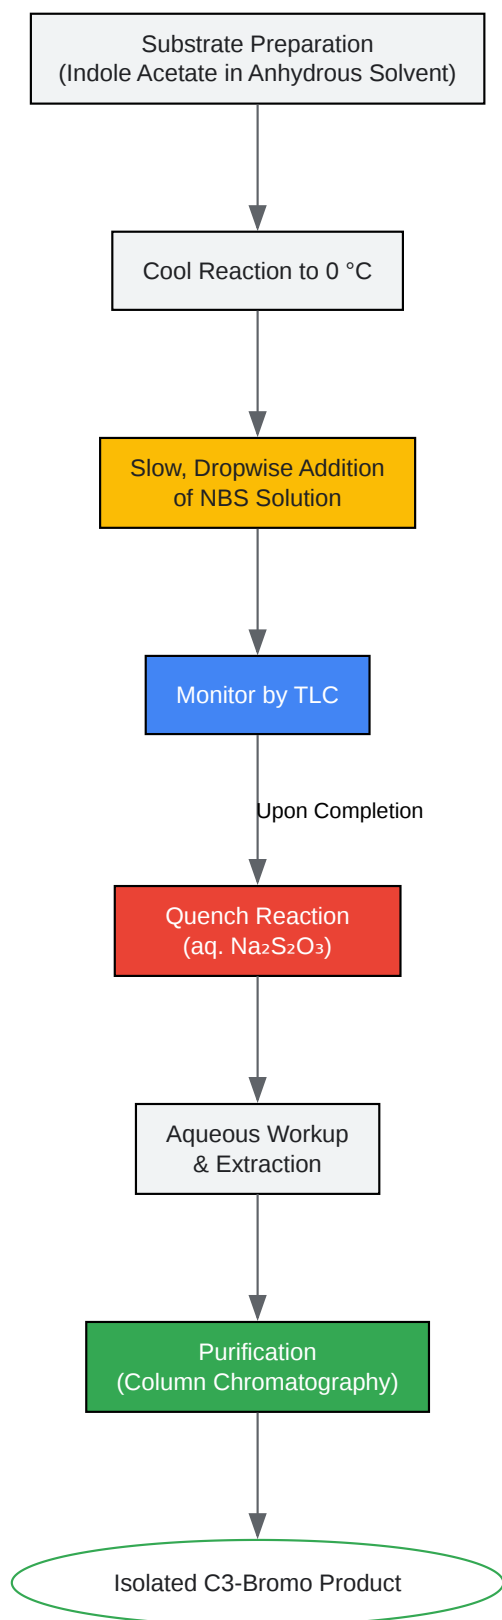 Substrate Preparation
(Indole Acetate in Anhydrous Solvent)
Cool Reaction to 0 °C
Slow, Dropwise Addition
of NBS Solution
Monitor by TLC
Upon Completion
Quench Reaction
(aq. Na₂S₂O₃)
Aqueous Workup
& Extraction
Purification
(Column Chromatography)
Isolated C3-Bromo Product